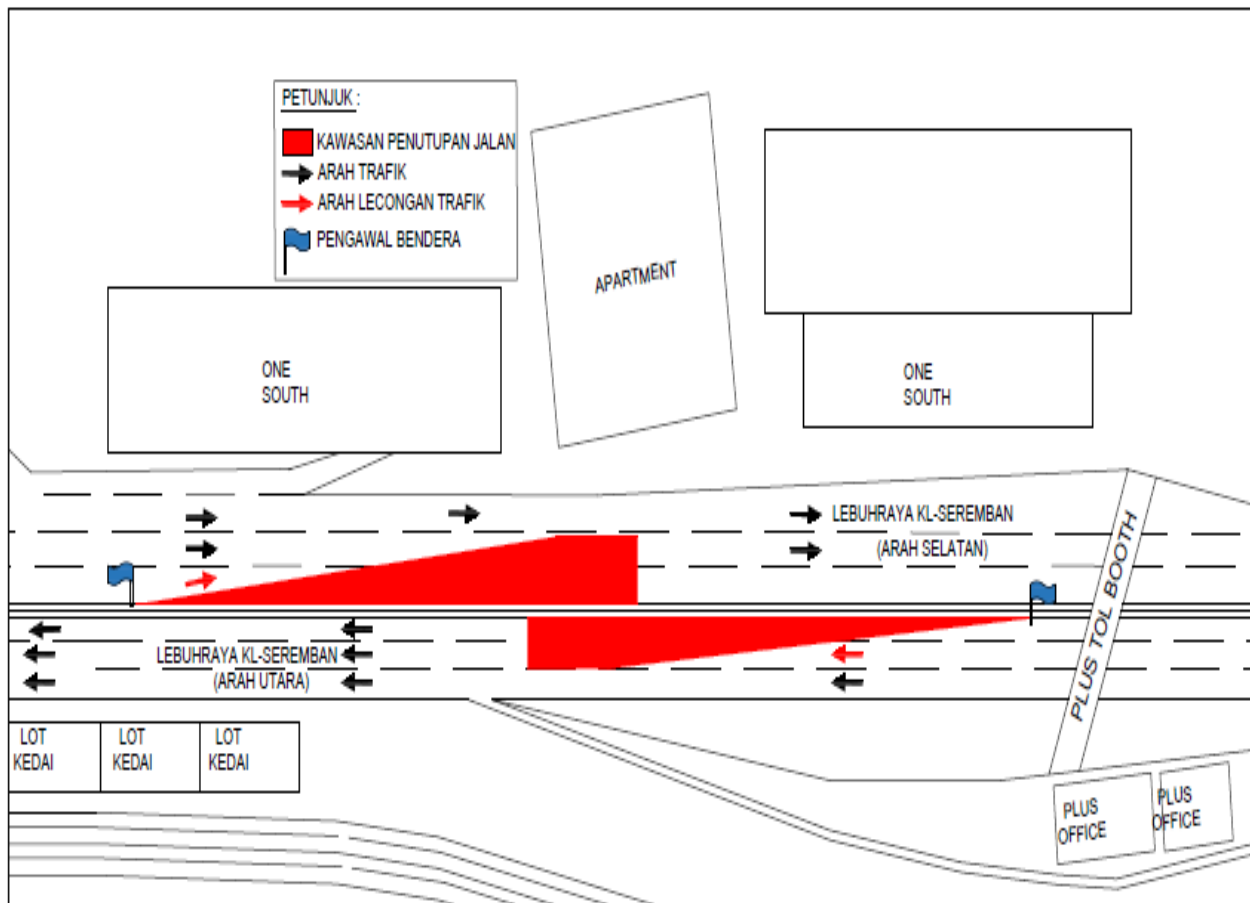 PETUNJUK :
KAWASAN PENUTUPAN JALAN
ARAH TRAFIK
ARAH LECONGAN TRAFIK
PENGAWAL BENDERA
APARTMENT
ONE
SOUTH
ONE
SOUTH
LEBUHRAYA KL-SEREMBAN
(ARAH SELATAN)
PLUS TOL BOOTH
LEBUHRAYA KL-SEREMBAN
(ARAH UTARA)
LOT
KEDAI
LOT
KEDAI
LOT
KEDAI
PLUS
OFFICE
PLUS
OFFICE